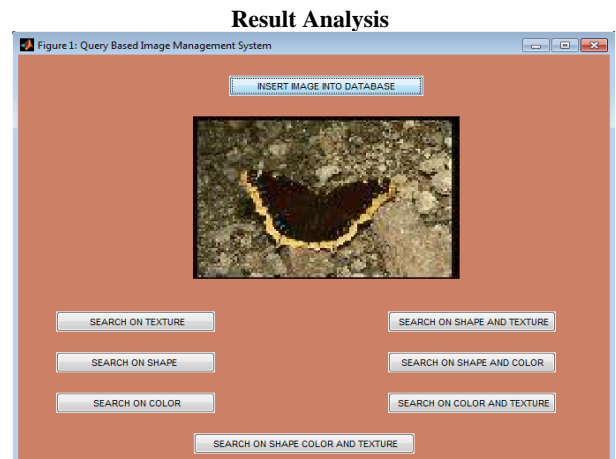 Result Analysis
Figure 1: Query Based Image Management System
INSERT IMAGE INTO DATABASE
SEARCH ON TEXTURE
SEARCH ON SHAPE AND TEXTURE
SEARCH ON SHAPE
SEARCH ON SHAPE AND COLOR
SEARCH ON COLOR
SEARCH ON COLOR AND TEXTURE
SEARCH ON SHAPE COLOR AND TEXTURE